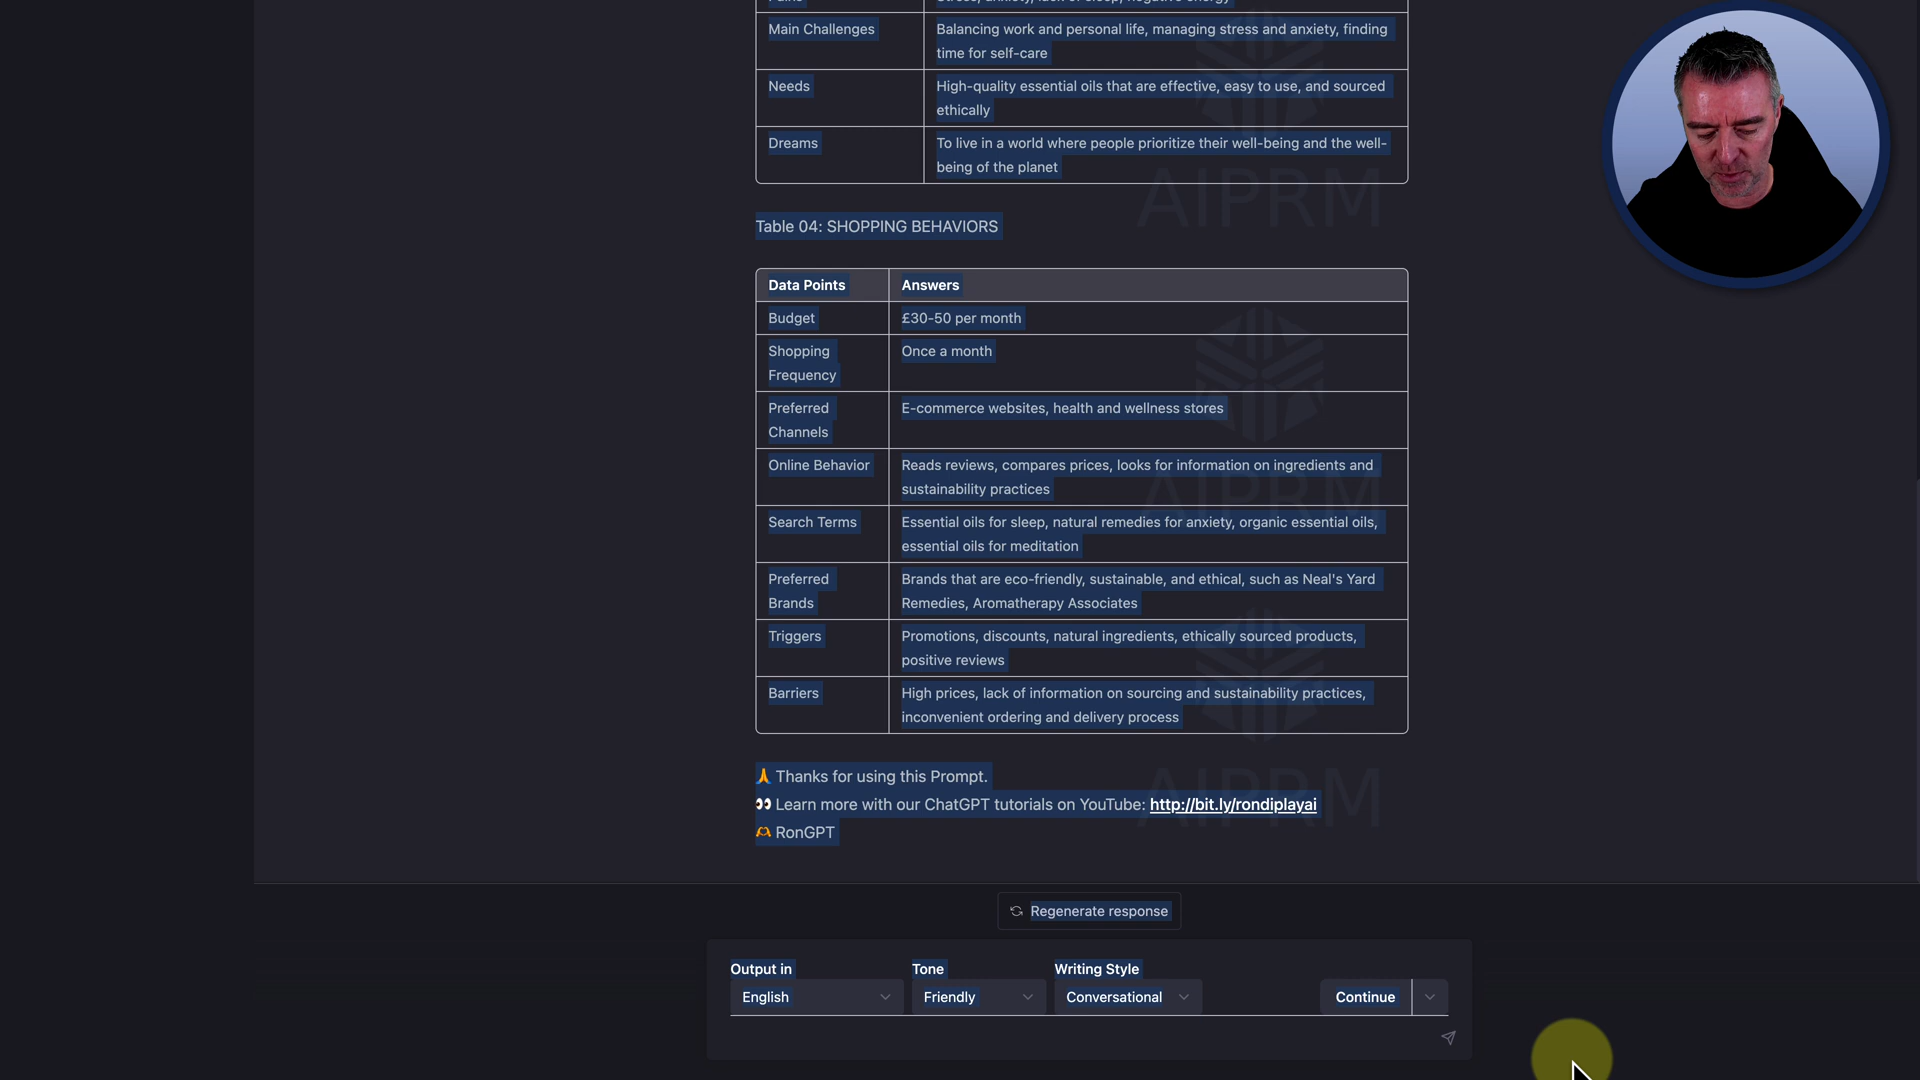 Main Challenges
Balancing work and personal life, managing stress and anxiety, finding
time for self-care
Needs
High-quality essential oils that are effective, easy to use, and sourced
ethically
Dreams
To live in a world where people prioritize their well-being and the well-
being of the planet
Table 04: SHOPPING BEHAVIORS
Data Points
Answers
Budget
£30-50 per month
Shopping
Frequency
Once a month
Preferred
Channels
E-commerce websites, health and wellness stores
Online Behavior
Reads reviews, compares prices, looks for information on ingredients and
sustainability practices
Search Terms
Essential oils for sleep, natural remedies for anxiety, organic essential oils,
essential oils for meditation
Preferred
Brands
Brands that are eco-friendly, sustainable, and ethical, such as Neal's Yard
Remedies, Aromatherapy Associates
Triggers
Promotions, discounts, natural ingredients, ethically sourced products,
positive reviews
Barriers
High prices, lack of information on sourcing and sustainability practices,
inconvenient ordering and delivery process
AIPRM
AIPRM
AIPRM
🙏 Thanks for using this Prompt.
👀 Learn more with our ChatGPT tutorials on YouTube: http://bit.ly/rondiplayai
🫶 RonGPT
Regenerate response
Output in
Tone
Writing Style
English
Friendly
Conversational
Continue